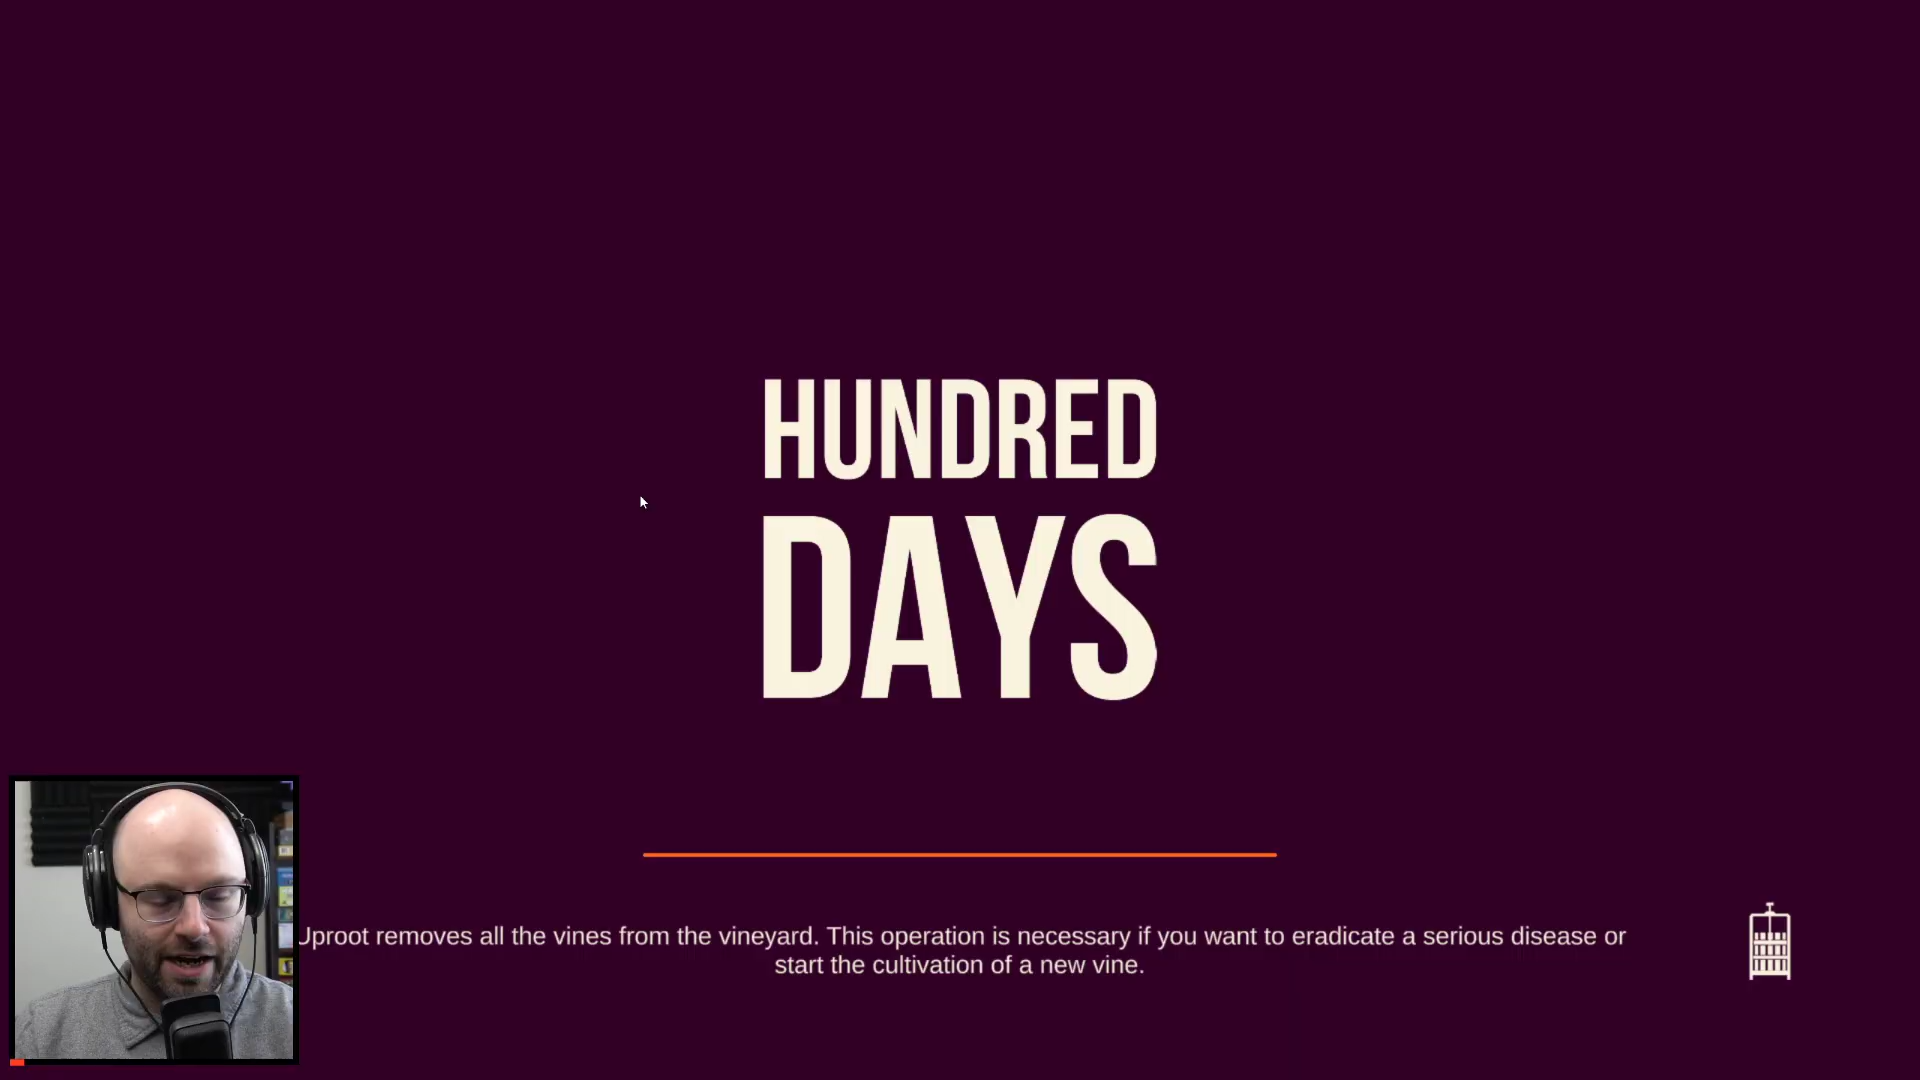 HUNDRED
DAYS
Uproot removes all the vines from the vineyard. This operation is necessary if you want to eradicate a serious disease or
start the cultivation of a new vine.